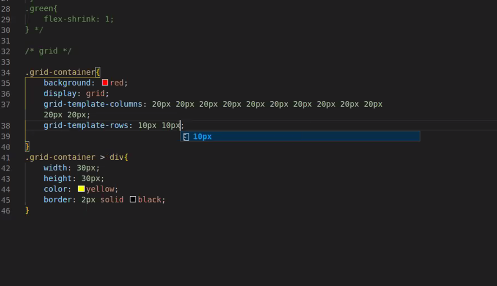 28 .green{
29 flex-shrink: 1;
30 } */
31
32 /* grid */
33
34 .grid-container{
35 background: red;
36 display: grid;
37 grid-template-columns: 20px 20px 20px 20px 20px 20px 20px 20px 20px 20px
20px 20px;
38 grid-template-rows: 10px 10px;
39 10px
40 }
41 .grid-container > div{
42 width: 30px;
43 height: 30px;
44 color: yellow;
45 border: 2px solid black;
46 }